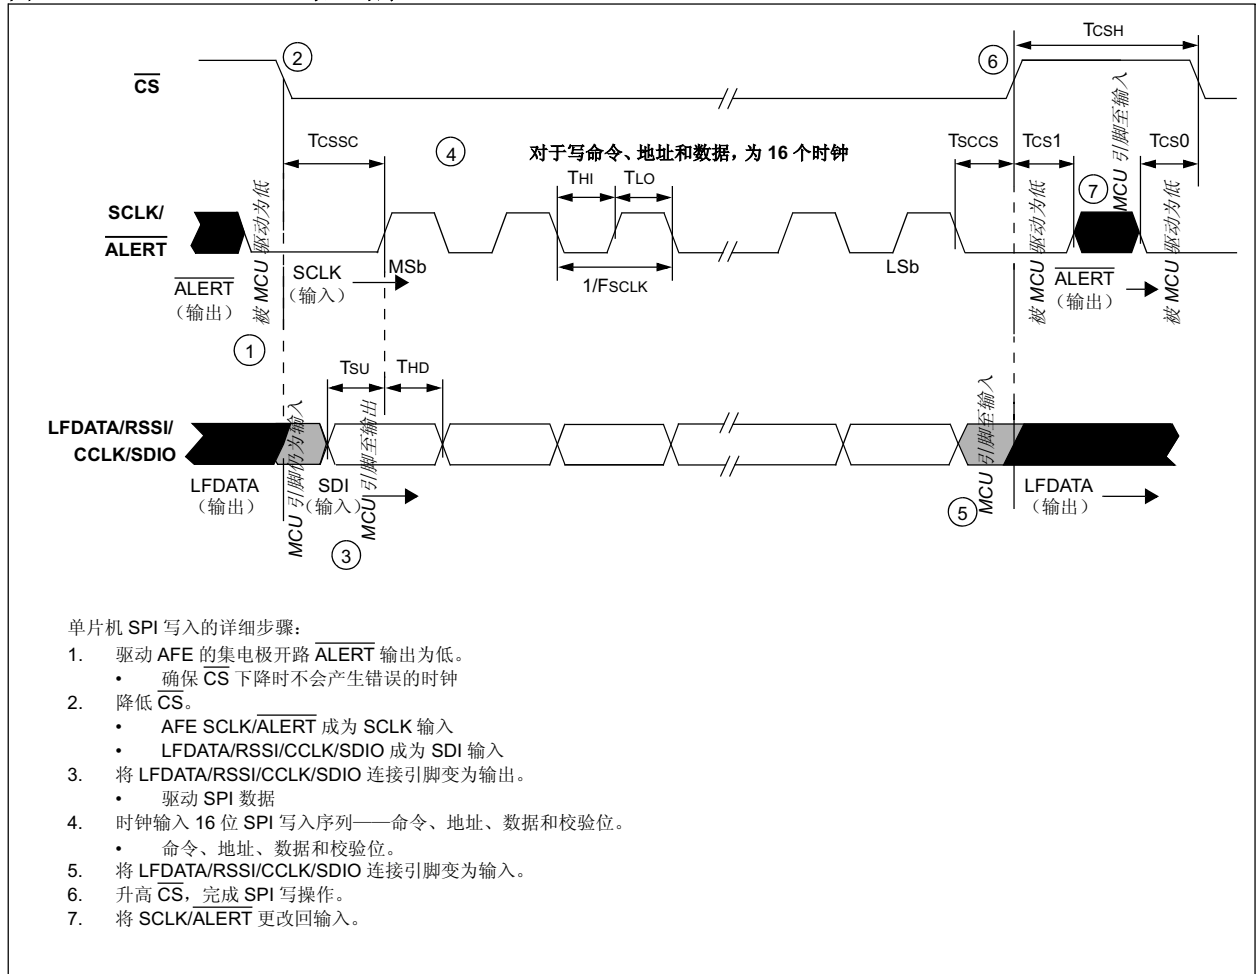 TCSH
2
6
CS
TCSSC
4
对于写命令、地址和数据，为 16 个时钟
TSCCS
TCS1
MCU 引脚至输入
TCS0
THI
TLO
7
SCLK/
ALERT
被 MCU 驱动为低
SCLK
（输入）
MSb
1/FSCLK
LSb
被 MCU 驱动为低
ALERT
（输出）
被 MCU 驱动为低
ALERT
（输出）
1
TSU
THD
LFDATA/RSSI/
CCLK/SDIO
MCU 引脚仍为输入
MCU 引脚至输出
MCU 引脚至输入
LFDATA
（输出）
SDI
（输入）
LFDATA
（输出）
3
5
单片机 SPI 写入的详细步骤：
1. 驱动 AFE 的集电极开路 ALERT 输出为低。
• 确保 CS 下降时不会产生错误的时钟
2. 降低 CS。
• AFE SCLK/ALERT 成为 SCLK 输入
• LFDATA/RSSI/CCLK/SDIO 成为 SDI 输入
3. 将 LFDATA/RSSI/CCLK/SDIO 连接引脚变为输出。
• 驱动 SPI 数据
4. 时钟输入 16 位 SPI 写入序列——命令、地址、数据和校验位。
• 命令、地址、数据和校验位。
5. 将 LFDATA/RSSI/CCLK/SDIO 连接引脚变为输入。
6. 升高 CS，完成 SPI 写操作。
7. 将 SCLK/ALERT 更改回输入。